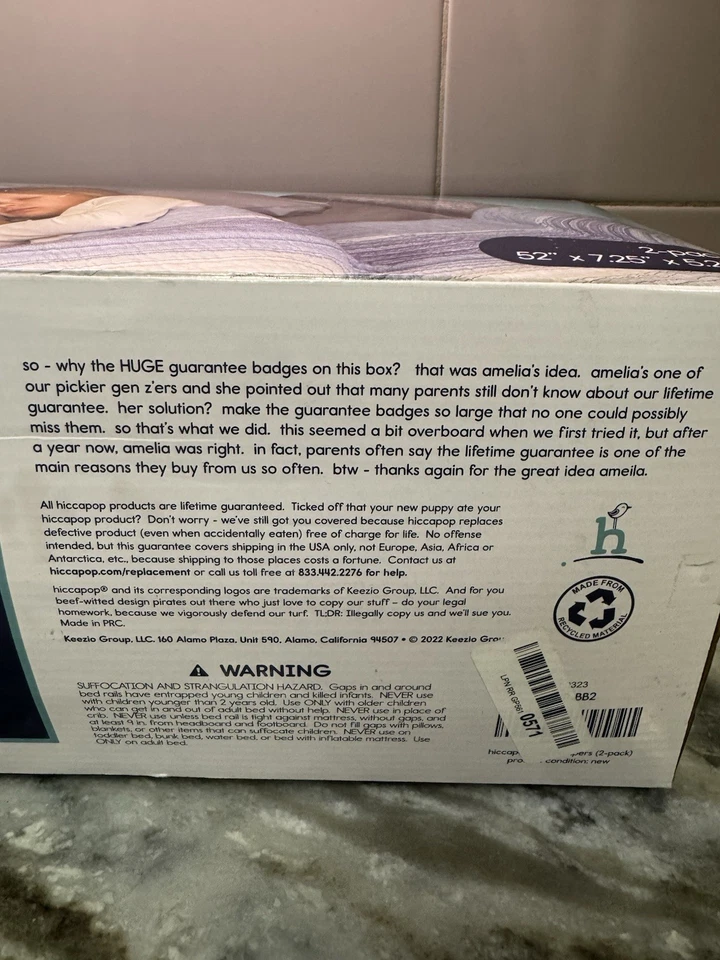 2-pack
52" x 7.25" x 5.2
so - why the HUGE guarantee badges on this box? that was amelia's idea. amelia's one of
our pickier gen z'ers and she pointed out that many parents still don't know about our lifetime
guarantee. her solution? make the guarantee badges so large that no one could possibly
miss them. so that's what we did. this seemed a bit overboard when we first tried it, but after
a year now, amelia was right. in fact, parents often say the lifetime guarantee is one of the
main reasons they buy from us so often. btw - thanks again for the great idea ameila.
All hiccapop products are lifetime guaranteed. Ticked off that your new puppy ate your
hiccapop product? Don't worry - we've still got you covered because hiccapop replaces
defective product (even when accidentally eaten) free of charge for life. No offense
intended, but this guarantee covers shipping in the USA only, not Europe, Asia, Africa or
Antarctica, etc., because shipping to those places costs a fortune. Contact us at
hiccapop.com/replacement or call us toll free at 833.442.2276 for help.
hiccapop® and its corresponding logos are trademarks of Keezio Group, LLC. And for you
beef-witted design pirates out there who just love to copy our stuff – do your legal
homework, because we vigorously defend our turf. TL;DR: Illegally copy us and we'll sue you.
Made in PRC.
Keezio Group, LLC. 160 Alamo Plaza, Unit 590, Alamo, California 94507 • © 2022 Keezio Grou
h
MADE FROM
RECYCLED MATERIAL
WARNING
SUFFOCATION AND STRANGULATION HAZARD. Gaps in and around
bed rails have entrapped young children and killed infants. NEVER use
with children younger than 2 years old. Use ONLY with older children
who can get in and out of adult bed without help. NEVER use in place of
crib. NEVER use unless bed rail is tight against mattress, without gaps, and
at least 9 in. from headboard and footboard. Do not fill gaps with pillows,
blankets, or other items that can suffocate children. NEVER use on
toddler bed, bunk bed, water bed, or bed with inflatable mattress. Use
ONLY on adult bed.
LPN RR 0571
323
BB2
hiccap pers (2-pack)
pro condition: new